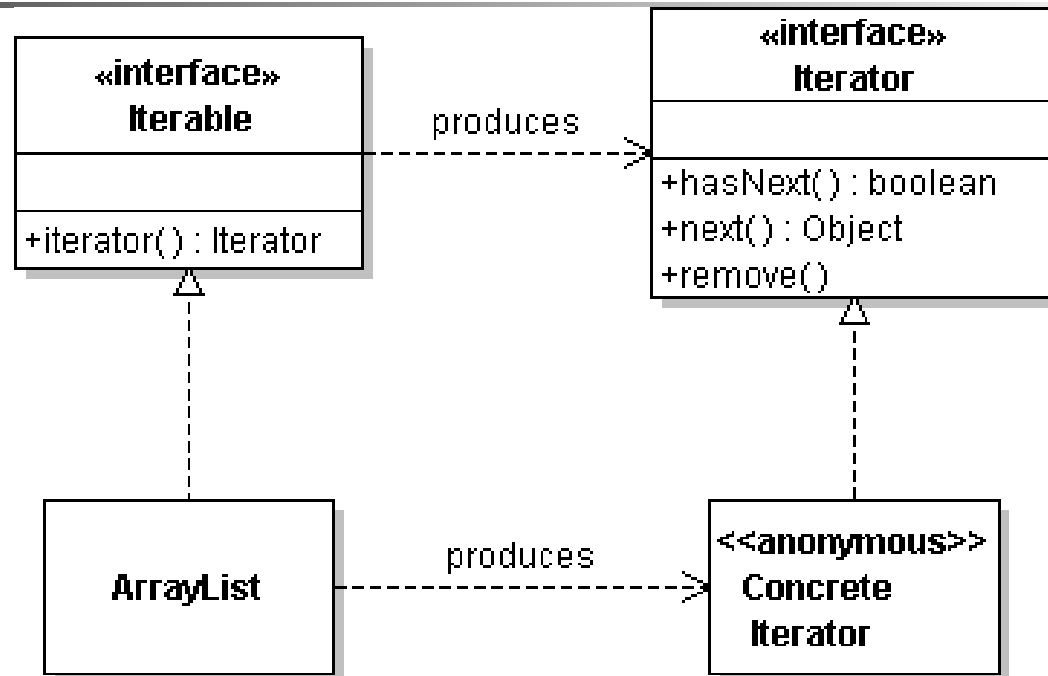 «interface»
Iterable
+iterator() : Iterator
produces
«interface»
Iterator
+hasNext() : boolean
+next() : Object
+remove()
ArrayList
produces
<<anonymous>>
Concrete
Iterator